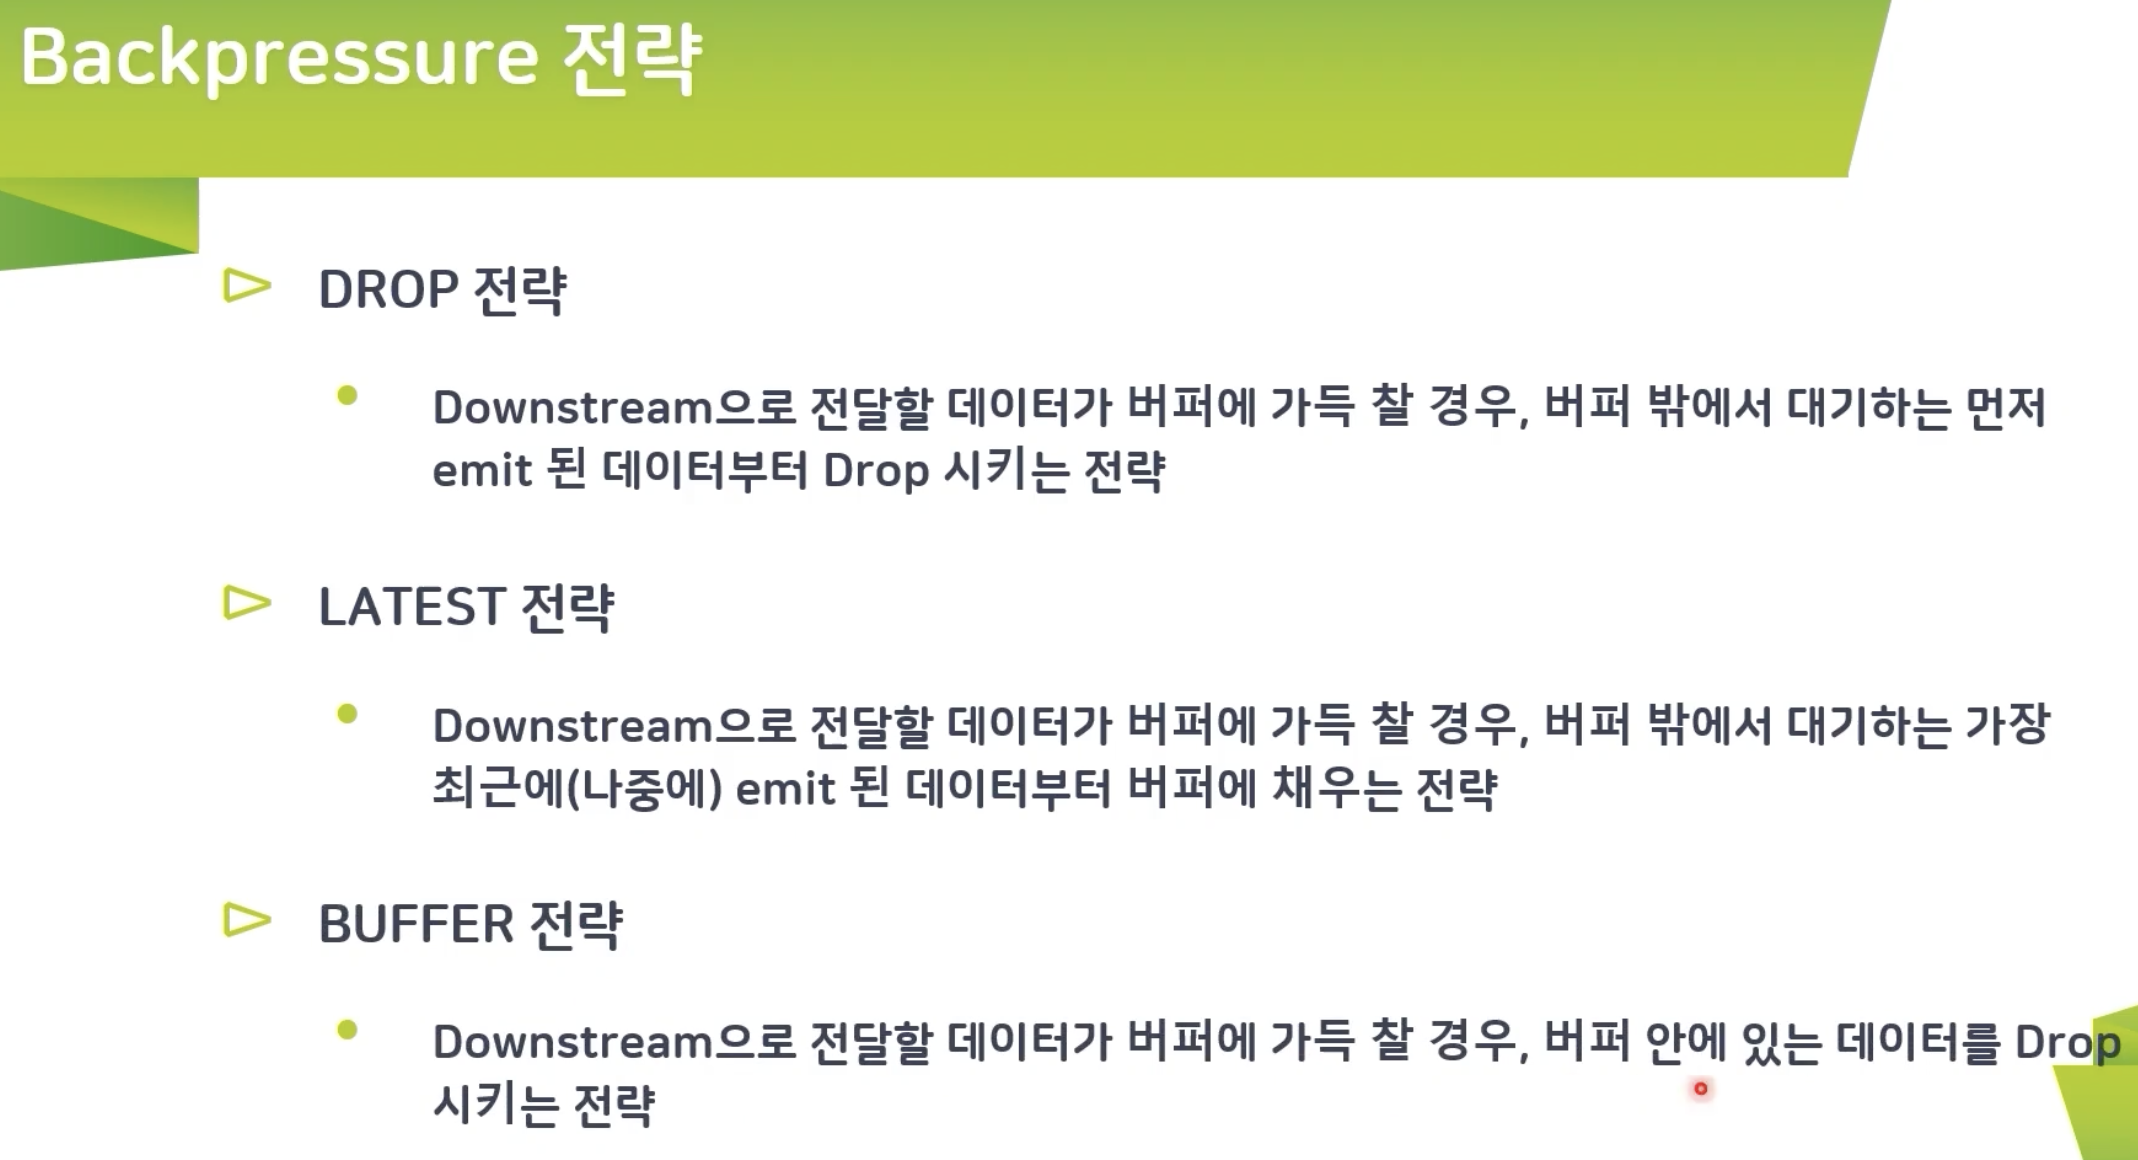 Backpressure 전략
DROP 전략
Downstream으로 전달할 데이터가 버퍼에 가득 찰 경우, 버퍼 밖에서 대기하는 먼저
emit 된 데이터부터 Drop 시키는 전략
LATEST 전략
Downstream으로 전달할 데이터가 버퍼에 가득 찰 경우, 버퍼 밖에서 대기하는 가장
최근에(나중에) emit 된 데이터부터 버퍼에 채우는 전략
BUFFER 전략
Downstream으로 전달할 데이터가 버퍼에 가득 찰 경우, 버퍼 안에 있는 데이터를 Drop
시키는 전략